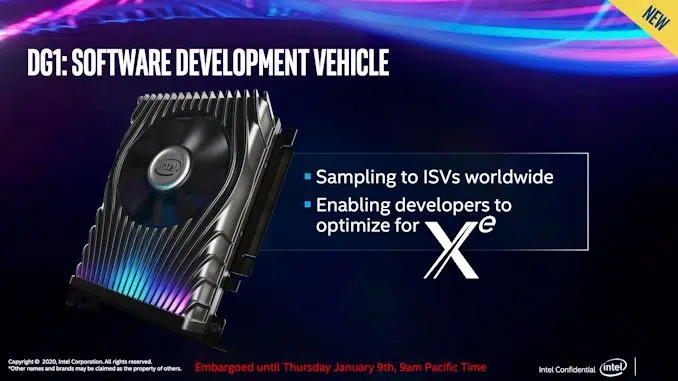 NEW
DG1: SOFTWARE DEVELOPMENT VEHICLE
intel
Sampling to ISVs worldwide
Enabling developers to
optimize for Xe
Copyright © 2020, Intel Corporation. All rights reserved.
*Other names and brands may be claimed as the property of others.
Embargoed until Thursday January 9th, 9am Pacific Time
Intel Confidential intel